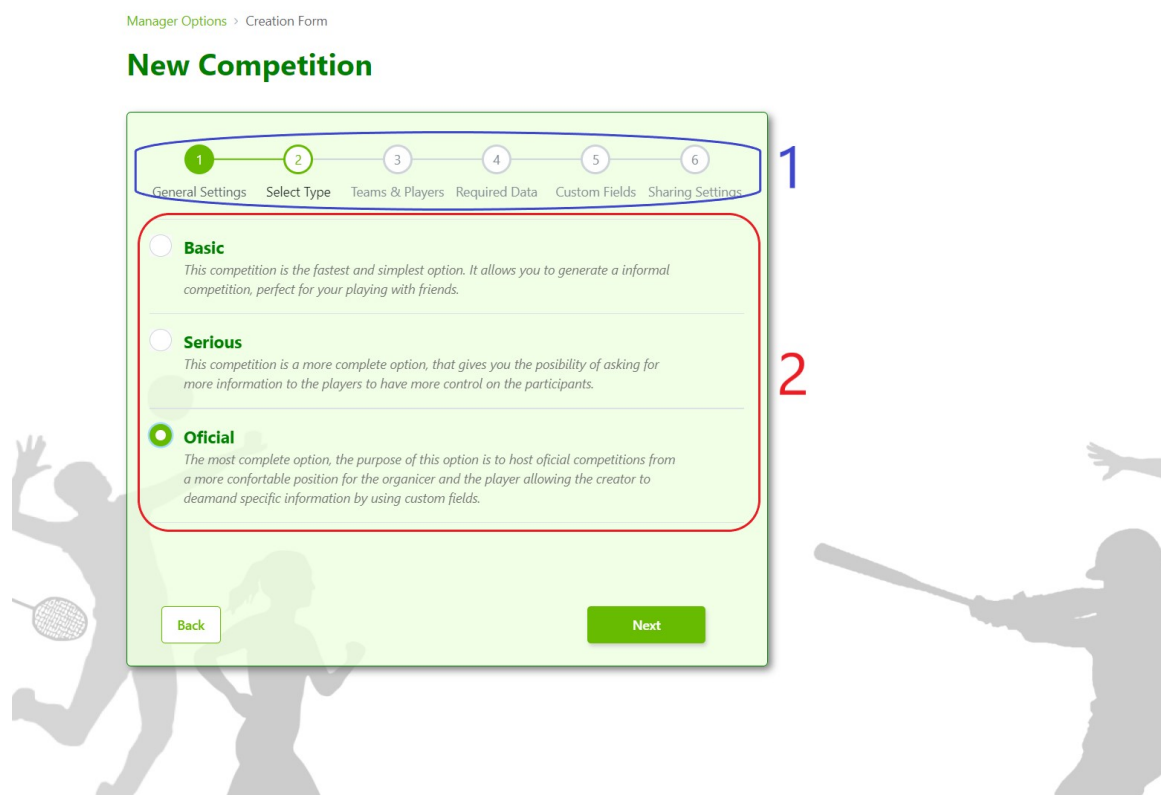 Manager Options > Creation Form
New Competition
1 2 3 4 5 6
General Settings Select Type Teams & Players Required Data Custom Fields Sharing Settings
1
Basic
This competition is the fastest and simplest option. It allows you to generate a informal
competition, perfect for your playing with friends.
Serious
This competition is a more complete option, that gives you the posibility of asking for
more information to the players to have more control on the participants.
2
Oficial
The most complete option, the purpose of this option is to host oficial competitions from
a more confortable position for the organicer and the player allowing the creator to
deamand specific information by using custom fields.
Back Next